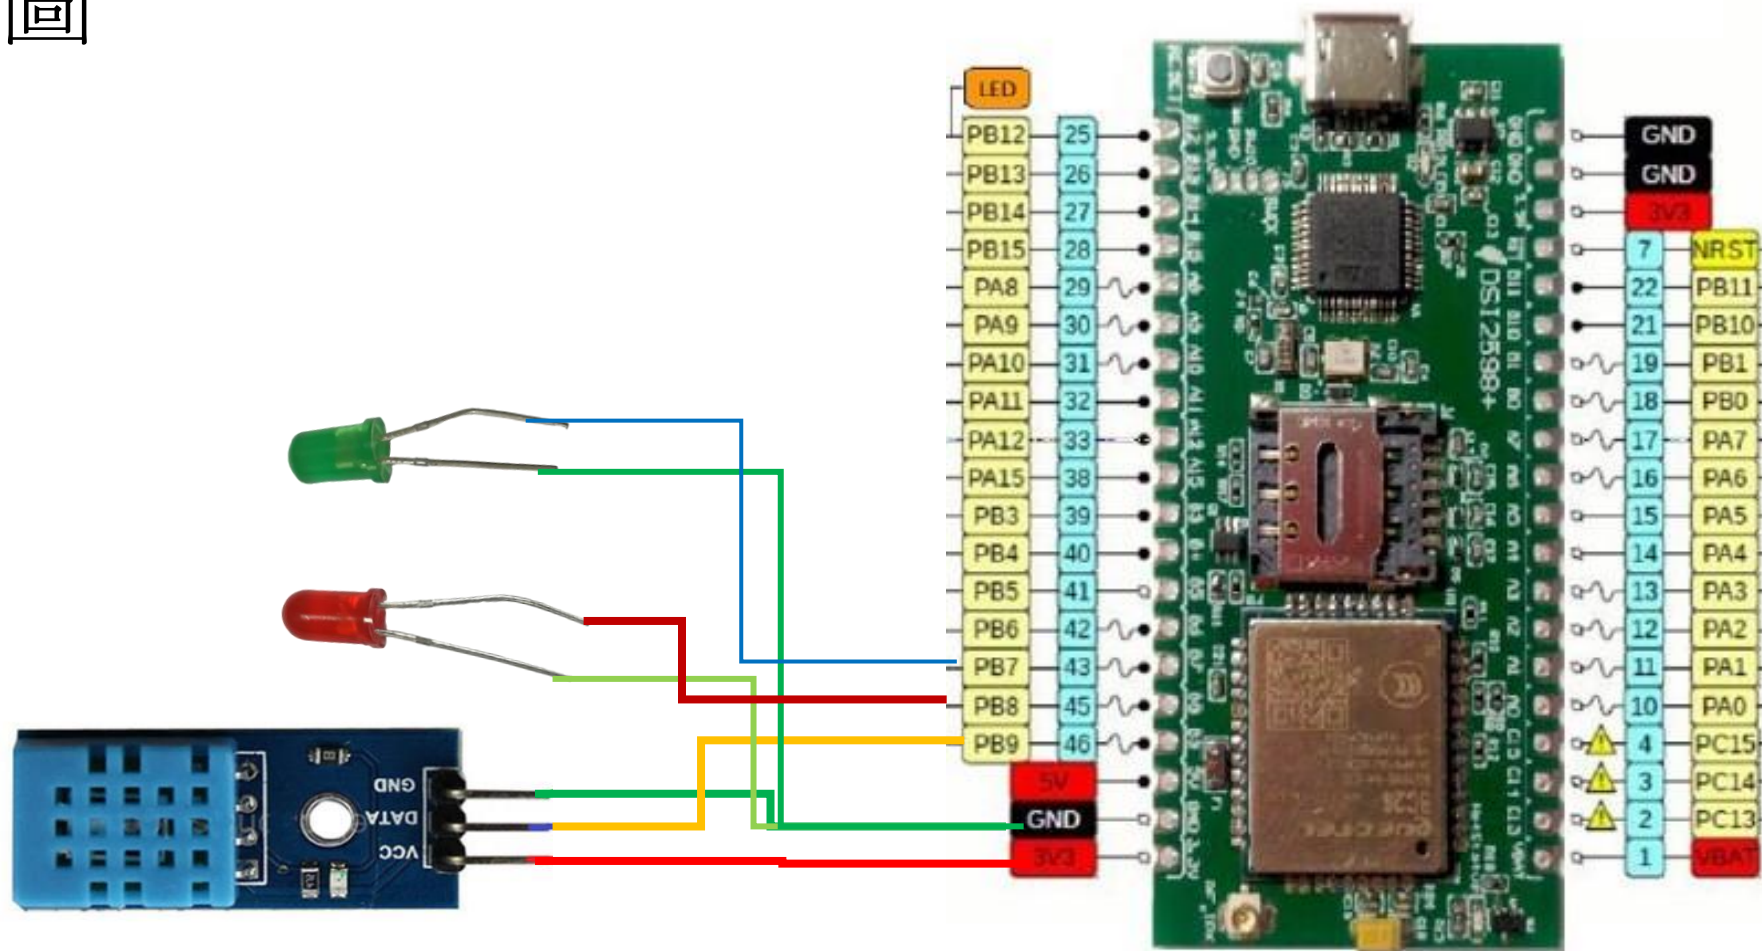 圖
LED
PB12 25
PB13 26
PB14 27
PB15 28
PA8 29
PA9 30
PA10 31
PA11 32
PA12 33
PA15 38
PB3 39
PB4 40
PB5 41
PB6 42
PB7 43
PB8 45
PB9 46
5V
GND
3V3
GND
GND
3V3
7 NRST
22 PB11
21 PB10
19 PB1
18 PB0
17 PA7
16 PA6
15 PA5
14 PA4
13 PA3
12 PA2
11 PA1
10 PA0
4 PC15
3 PC14
2 PC13
1 VBAT
DSI2598+
GND
DATA
VCC